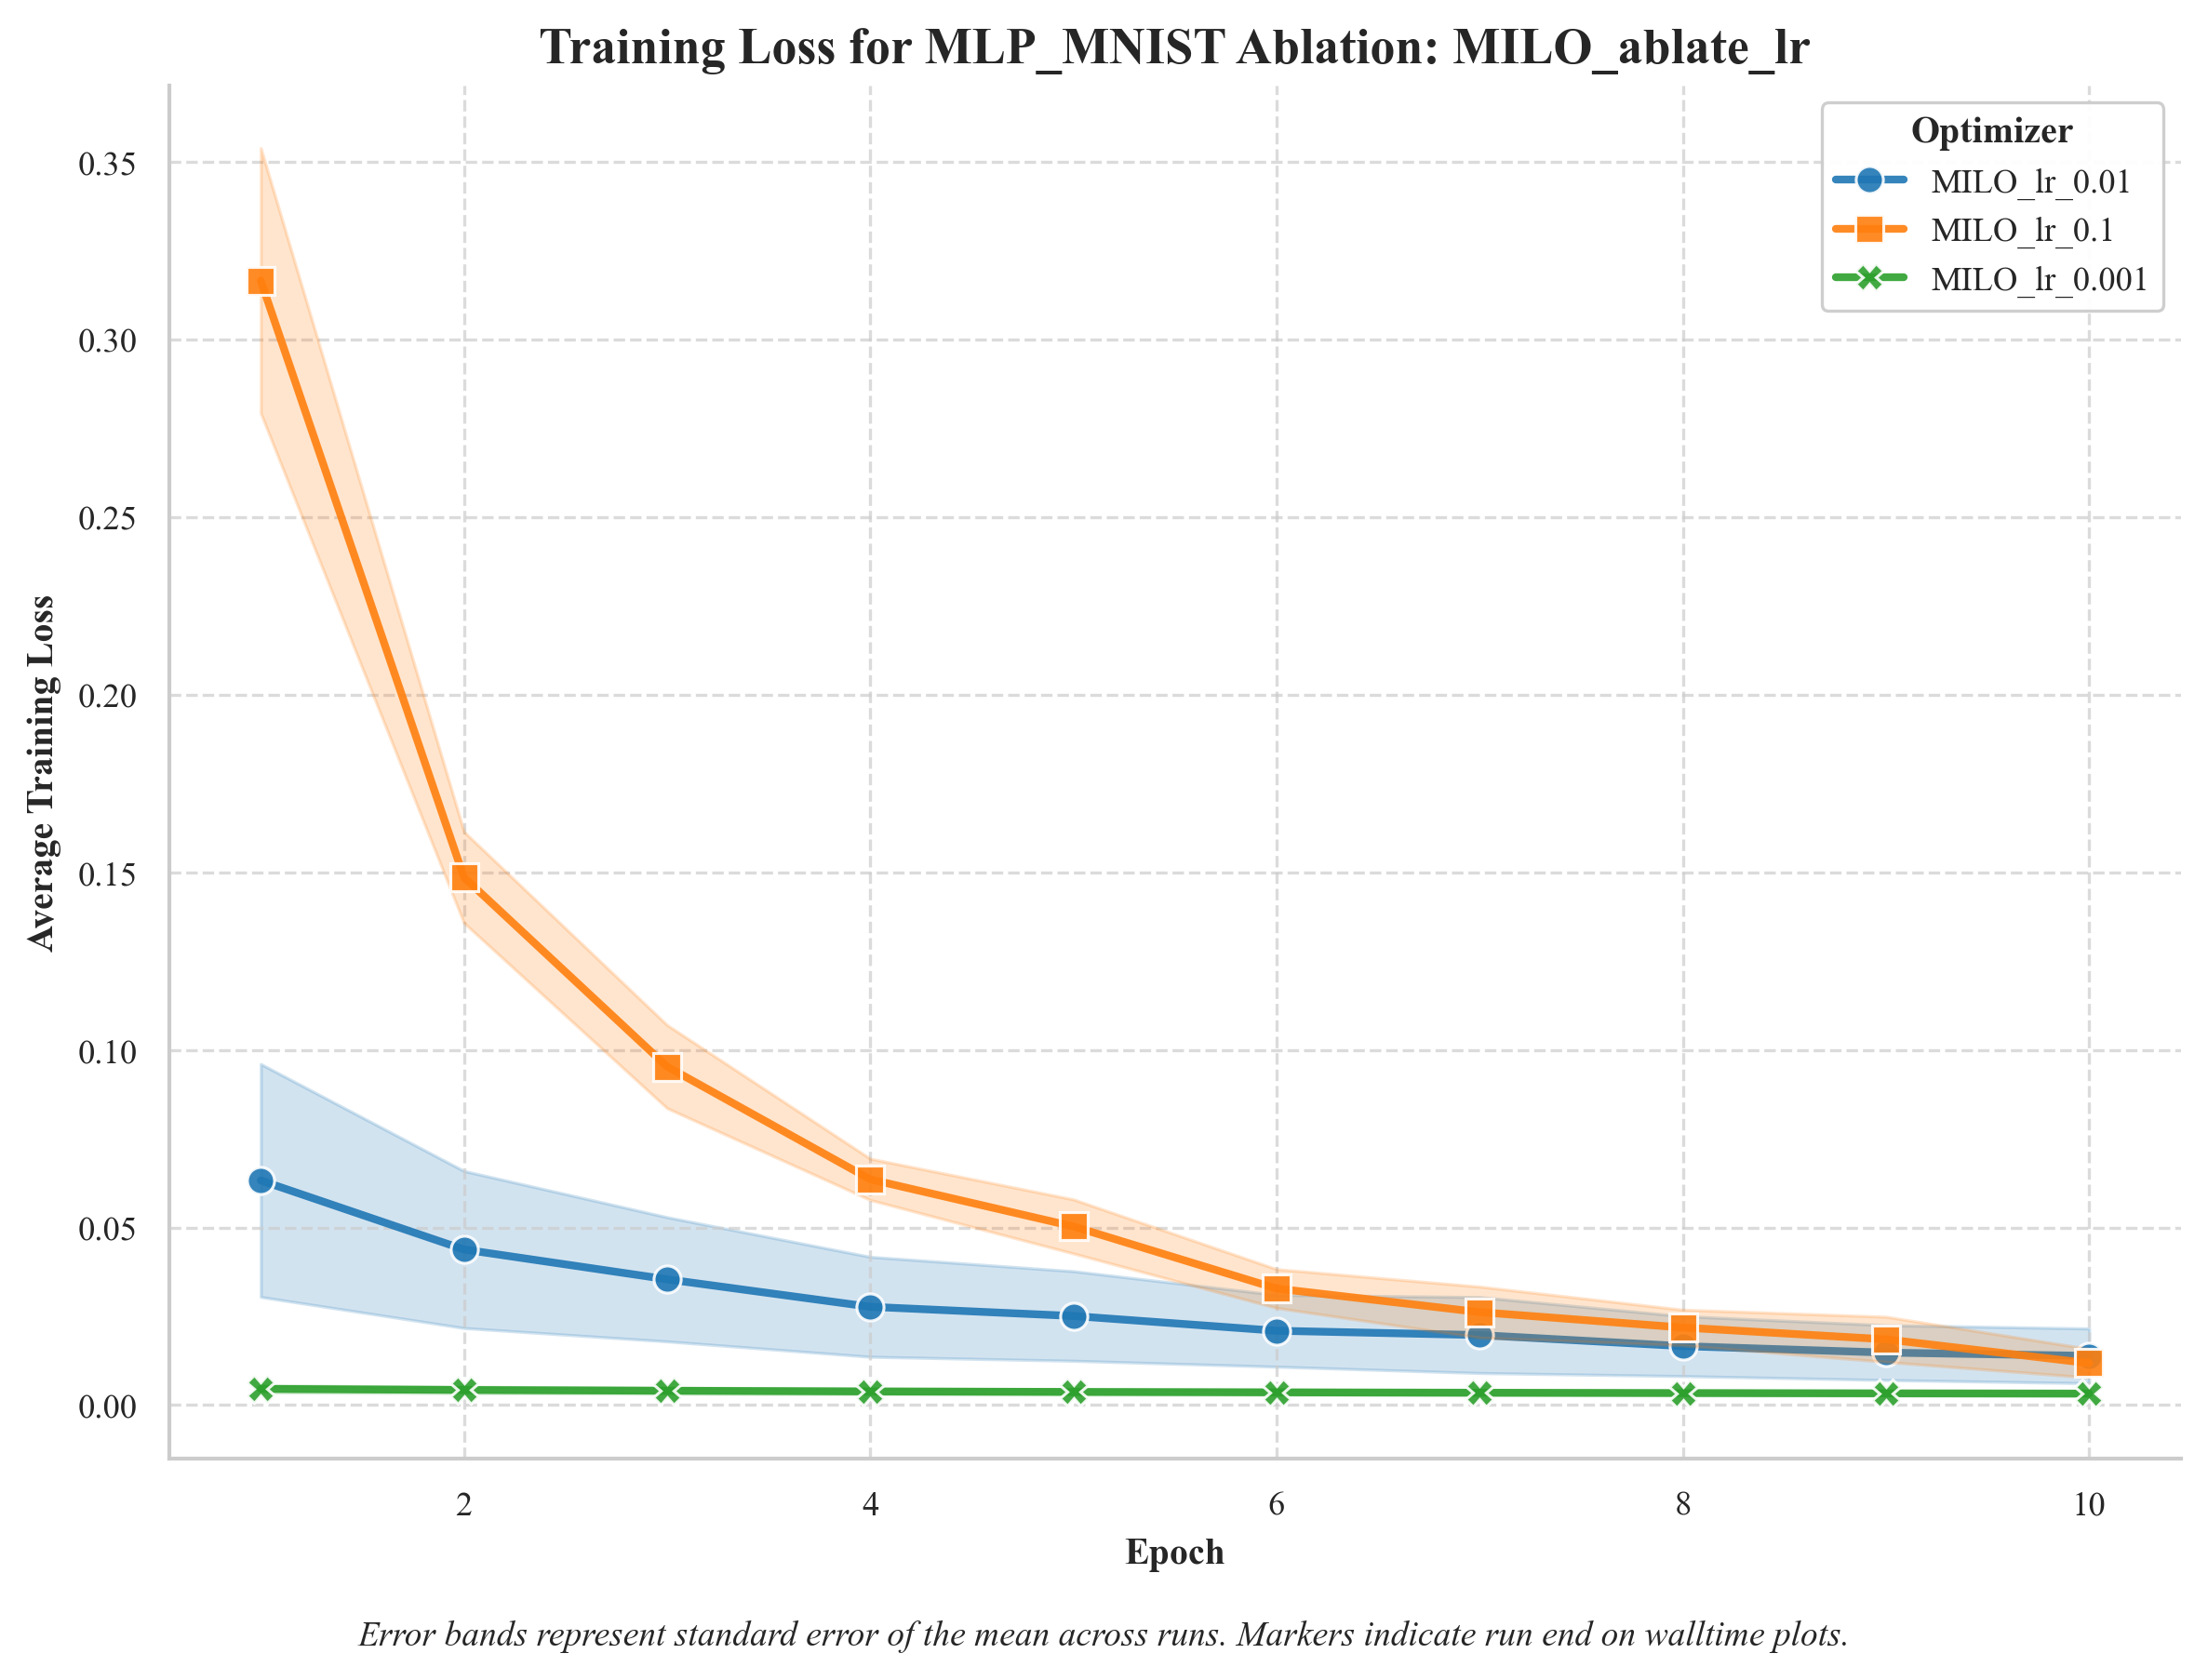 Training Loss for MLP_MNIST Ablation: MILO_ablate_lr
Optimizer
MILO_lr_0.01
MILO_lr_0.1
MILO_lr_0.001
Average Training Loss
0.35
0.30
0.25
0.20
0.15
0.10
0.05
0.00
2 4 6 8 10
Epoch
Error bands represent standard error of the mean across runs. Markers indicate run end on walltime plots.